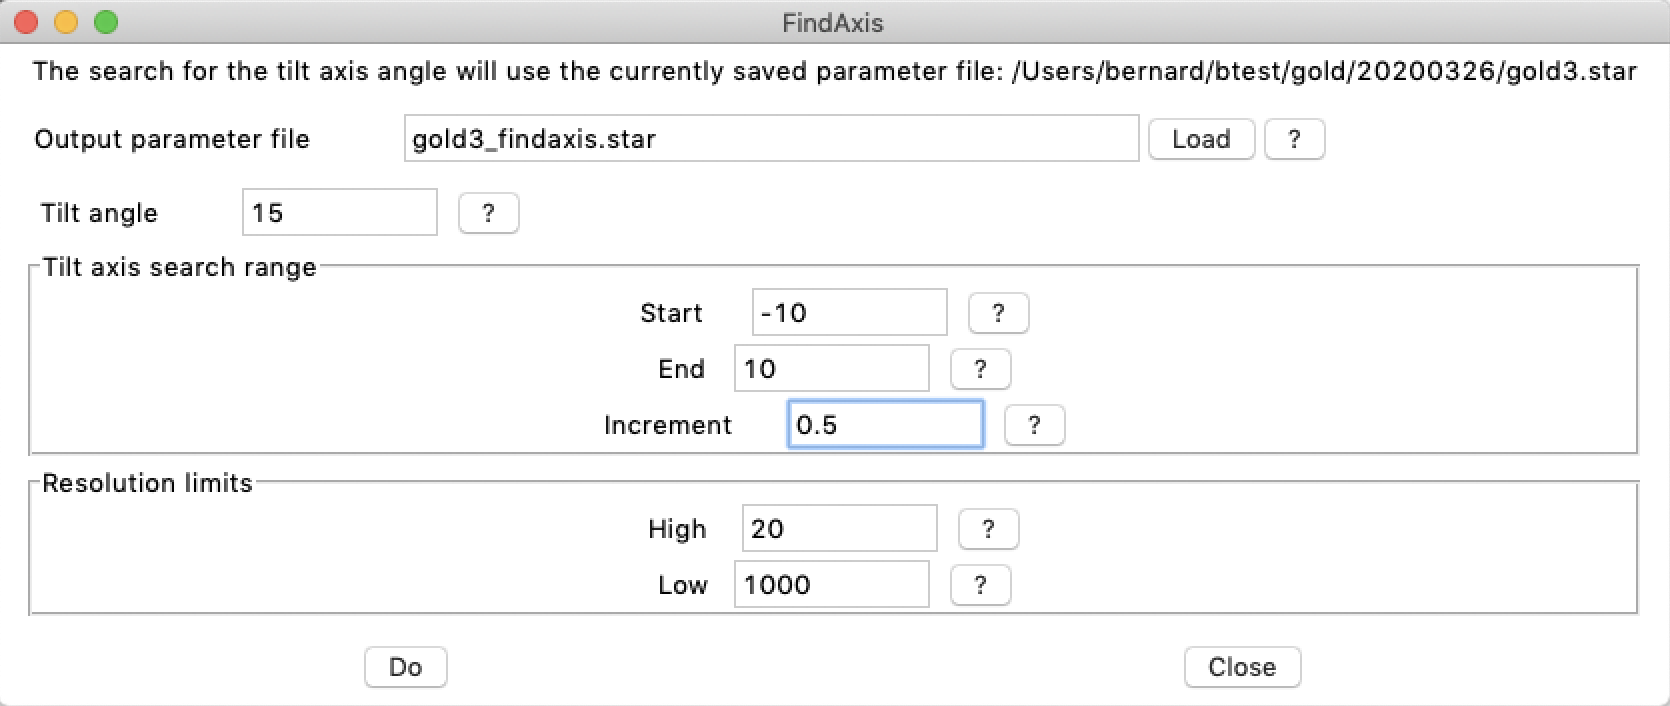 FindAxis
The search for the tilt axis angle will use the currently saved parameter file: /Users/bernard/btest/gold/20200326/gold3.star
Output parameter file gold3_findaxis.star Load ?
Tilt angle 15 ?
Tilt axis search range
Start -10 ?
End 10 ?
Increment 0.5 ?
Resolution limits
High 20 ?
Low 1000 ?
Do Close